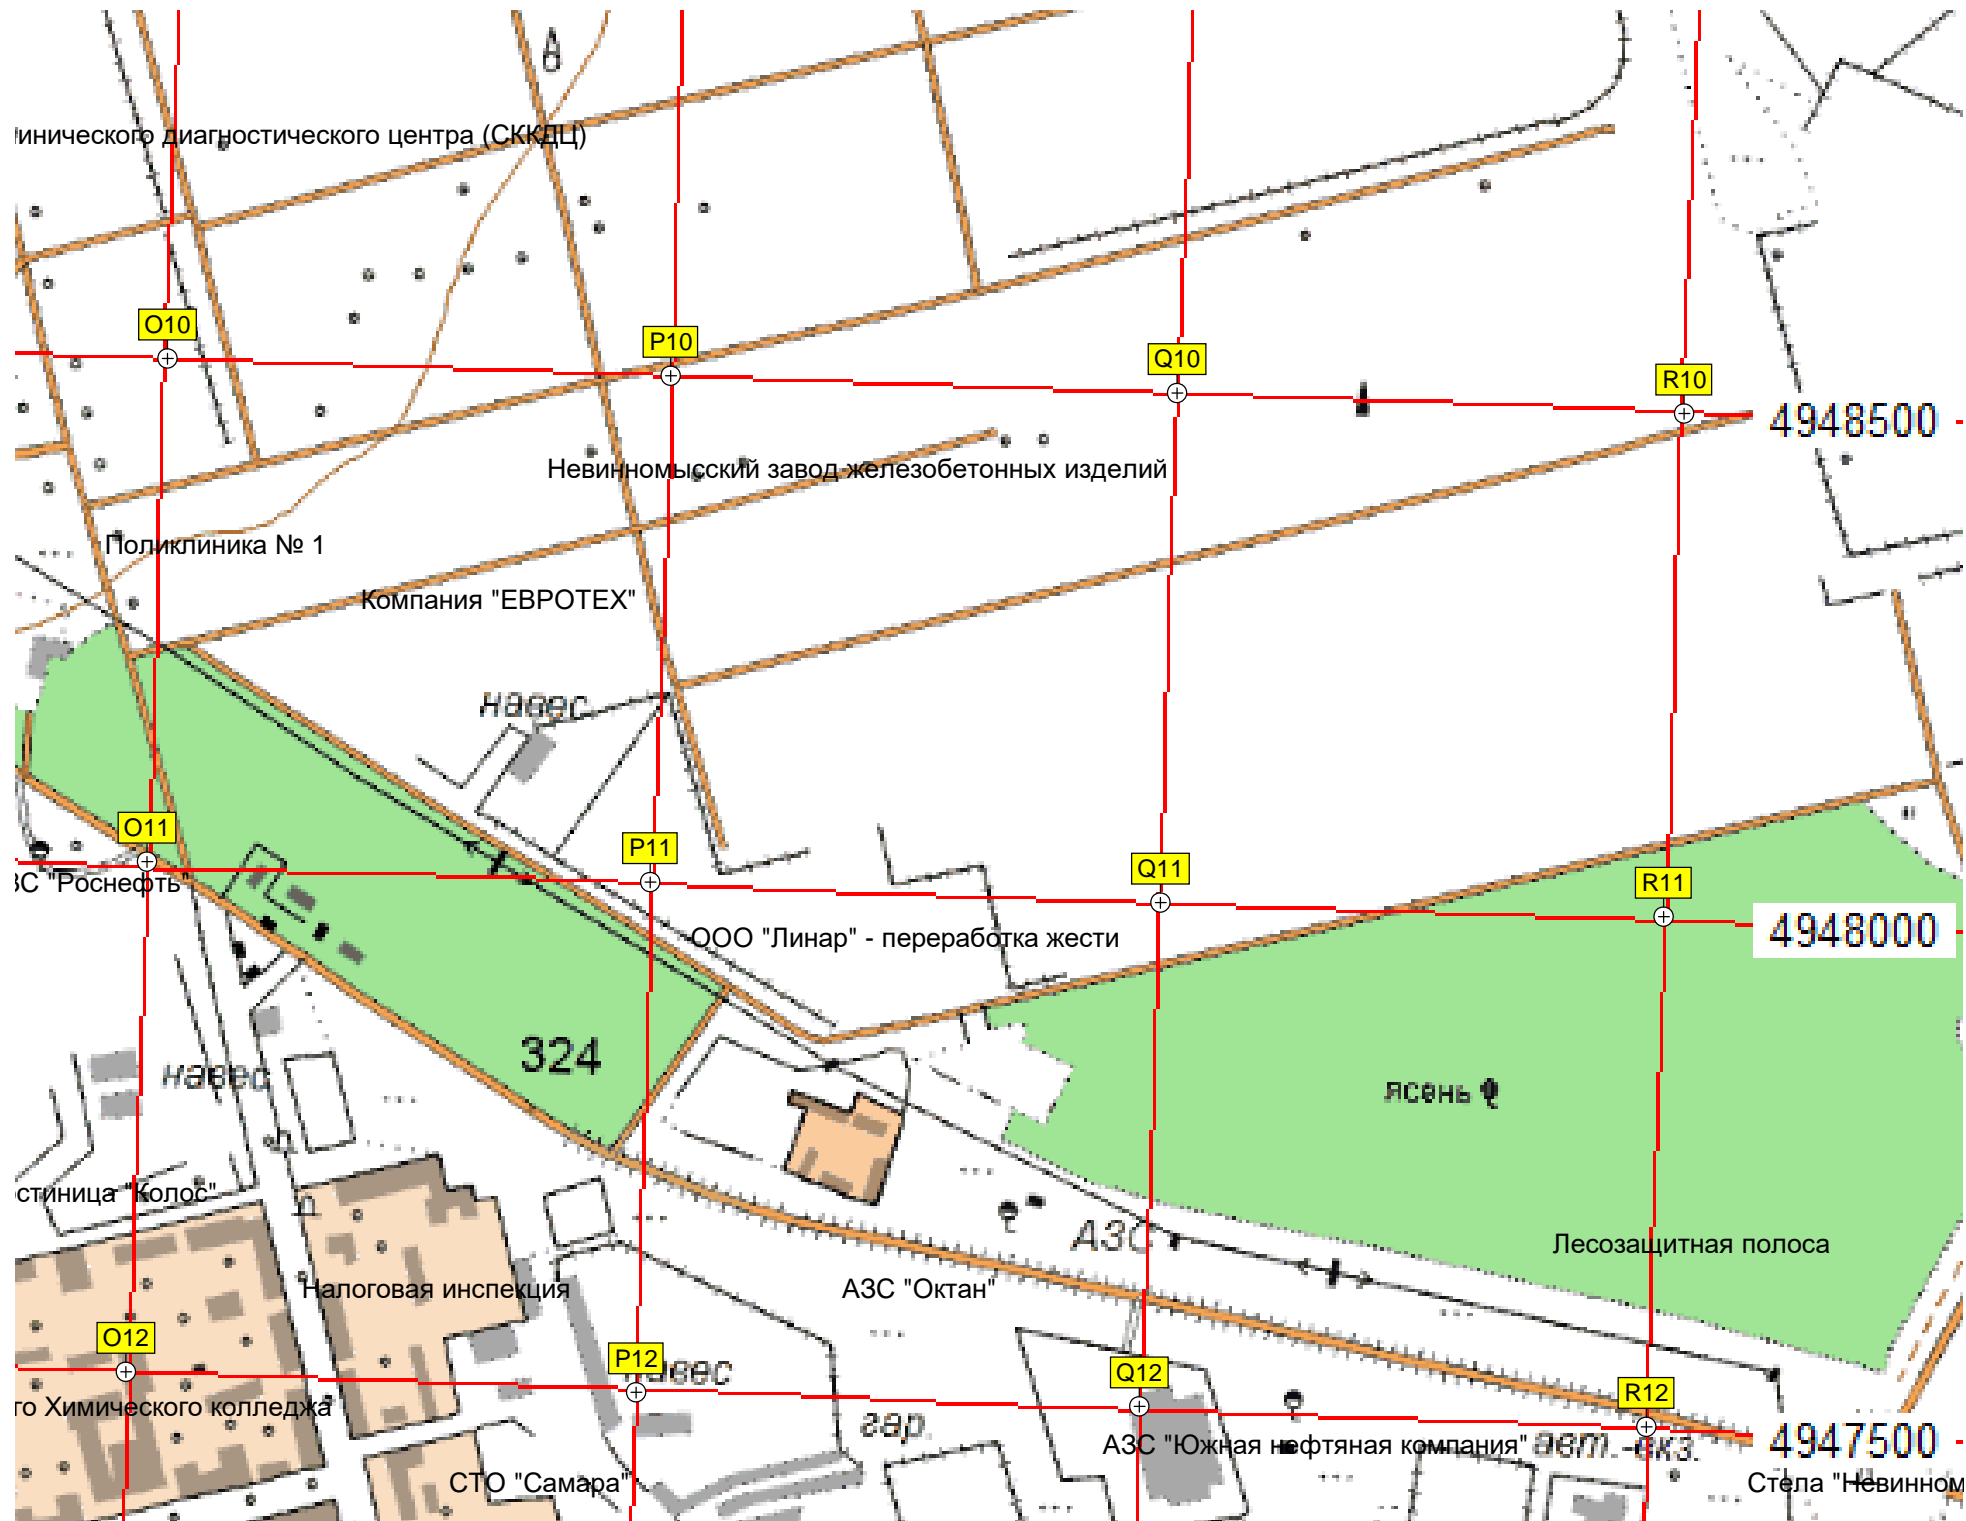 инического диагностического центра (СККДЦ)
O10
P10
Q10
R10
4948500
Невинномысский завод железобетонных изделий
Поликлиника № 1
Компания "ЕВРОТЕХ"
навес
O11
P11
Q11
R11
ЗС "Роснефть"
ООО "Линар" - переработка жести
4948000
324
навес
ясень
стиница "Колос"
АЗС
Лесозащитная полоса
Налоговая инспекция
АЗС "Октан"
O12
P12
навес
Q12
R12
го Химического колледжа
гар.
АЗС "Южная нефтяная компания"
авт.-экз.
4947500
СТО "Самара"
Стела "Невинном